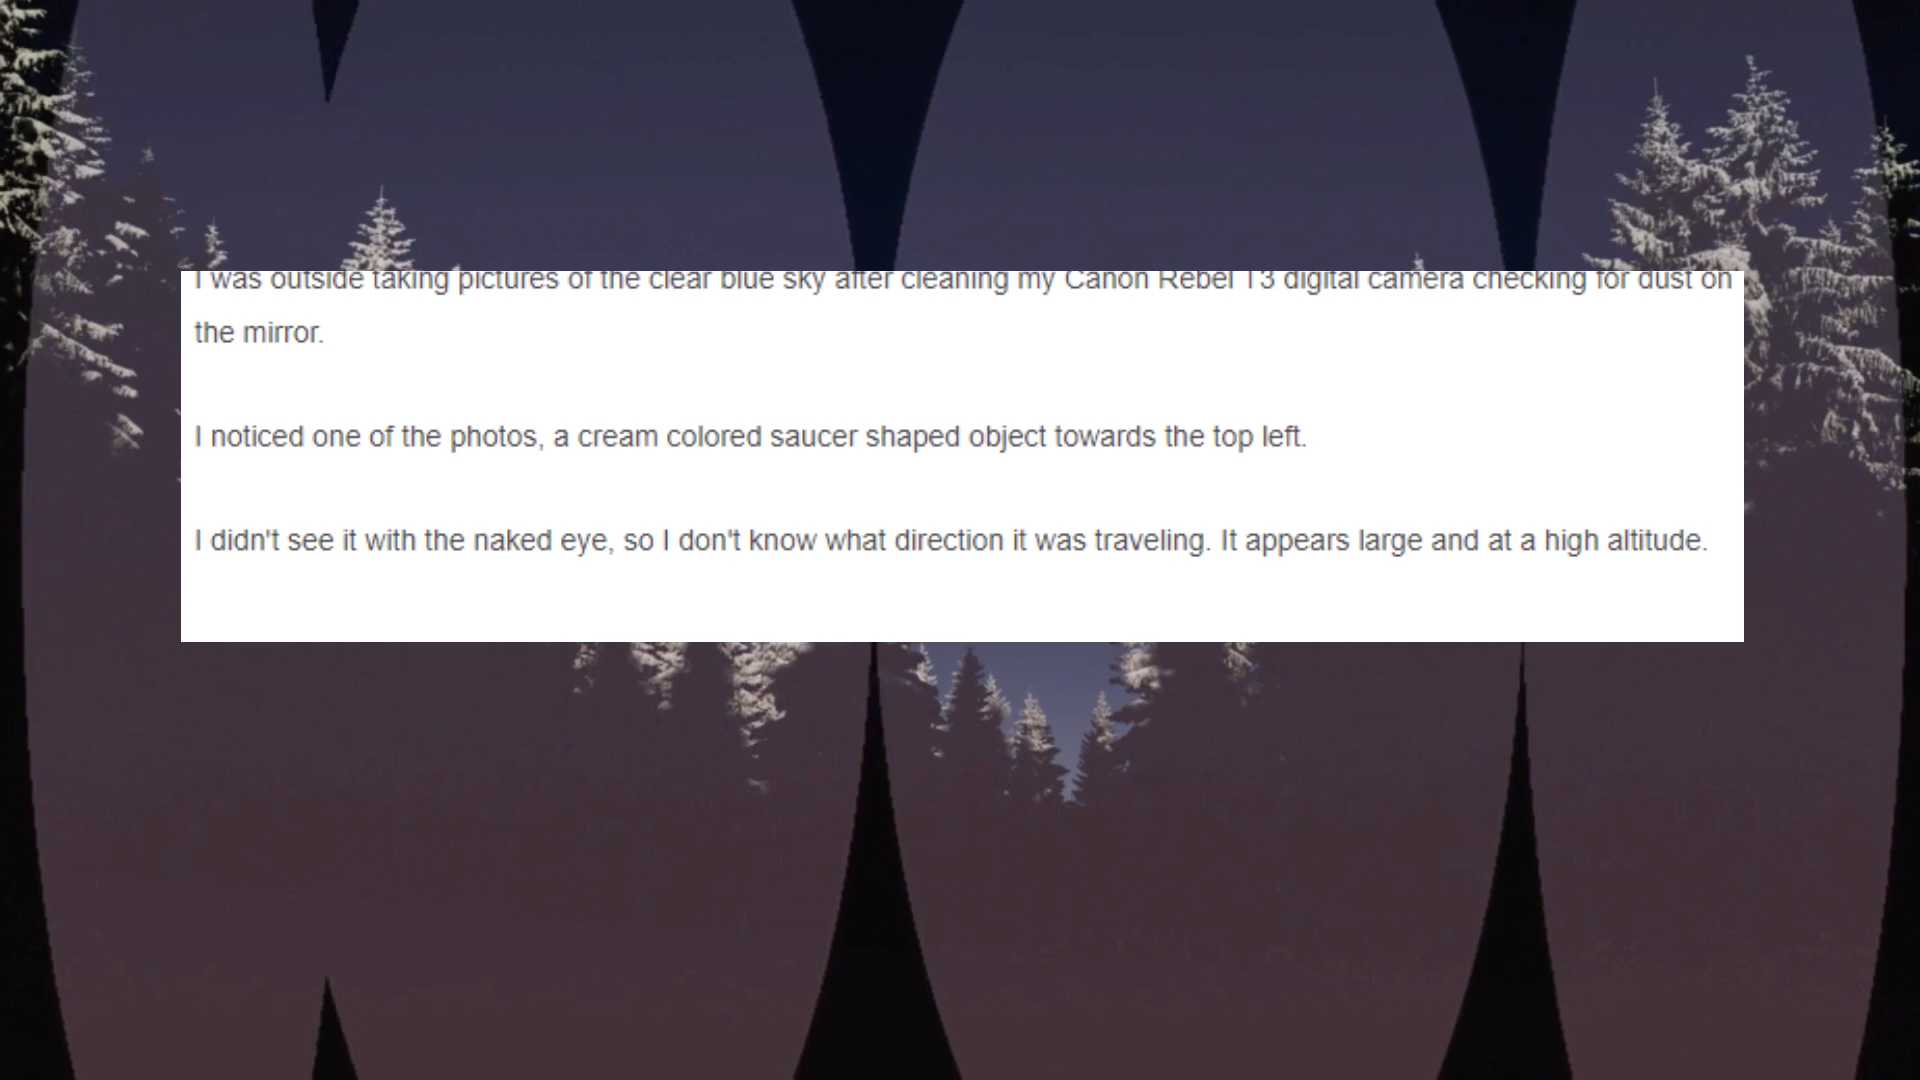 I was outside taking pictures of the clear blue sky after cleaning my Canon Rebel T3 digital camera checking for dust on
the mirror.
I noticed one of the photos, a cream colored saucer shaped object towards the top left.
I didn't see it with the naked eye, so I don't know what direction it was traveling. It appears large and at a high altitude.